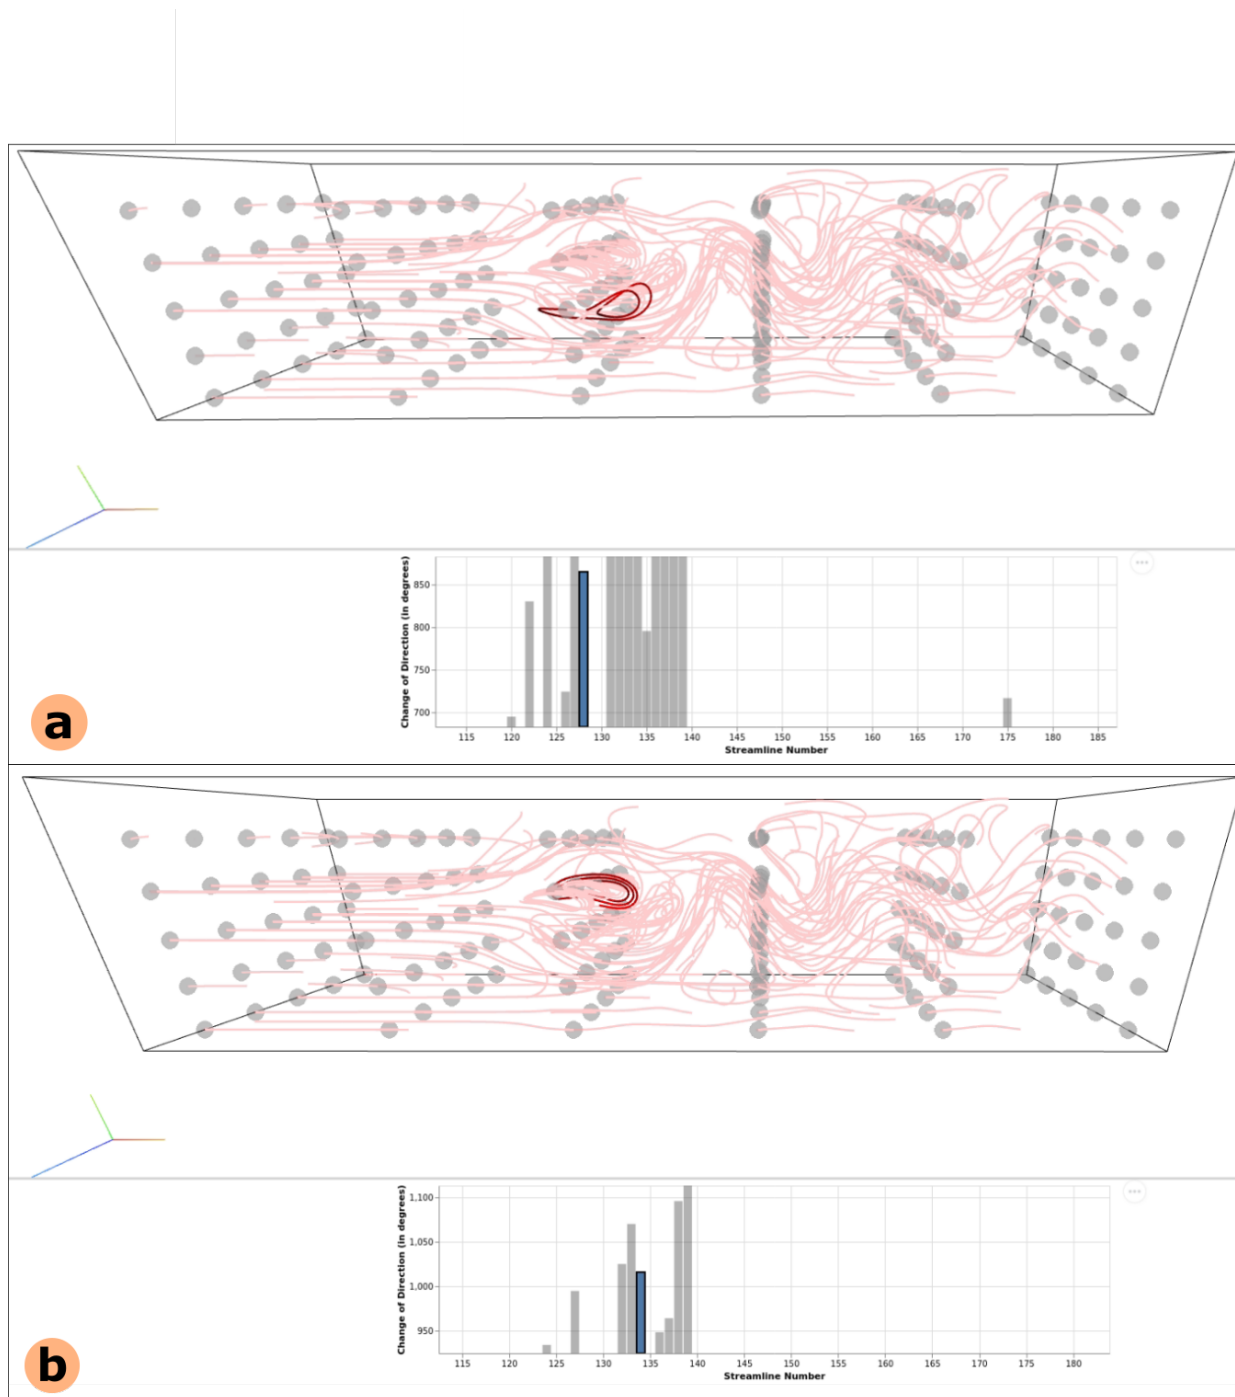 Change of Direction (in degrees)
850
800
750
700
115 120 125 130 135 140 145 150 155 160 165 170 175 180 185
Streamline Number
a
Change of Direction (in degrees)
1,100
1,050
1,000
950
115 120 125 130 135 140 145 150 155 160 165 170 175 180
Streamline Number
b